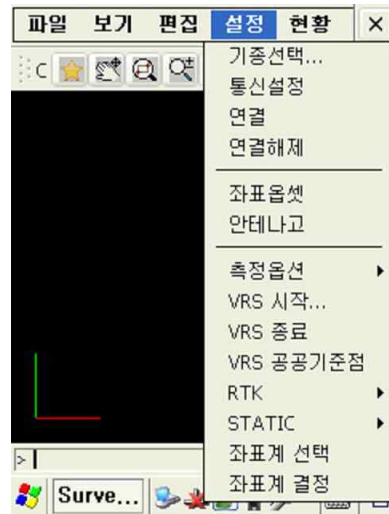 파일 보기 편집 설정 현황 ×
C
기종선택...
통신설정
연결
연결해제
좌표옵셋
안테나고
측정옵션
VRS 시작...
VRS 종료
VRS 공공기준점
RTK
STATIC
좌표계 선택
좌표계 결정
>
Surve...